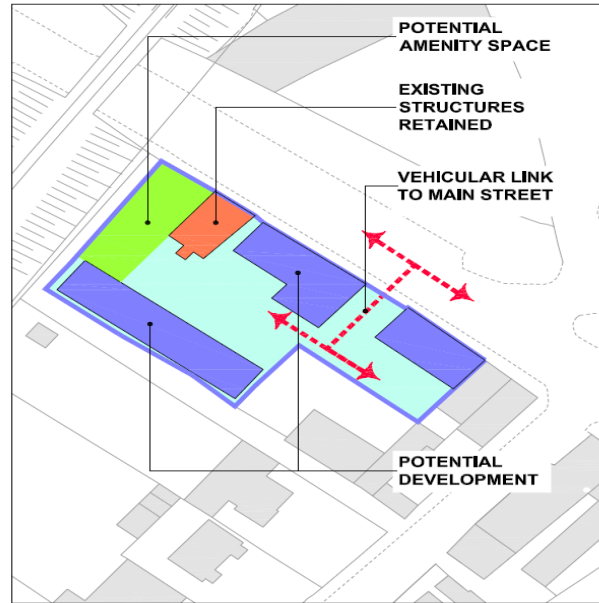 POTENTIAL
AMENITY SPACE
EXISTING
STRUCTURES
RETAINED
VEHICULAR LINK
TO MAIN STREET
POTENTIAL
DEVELOPMENT